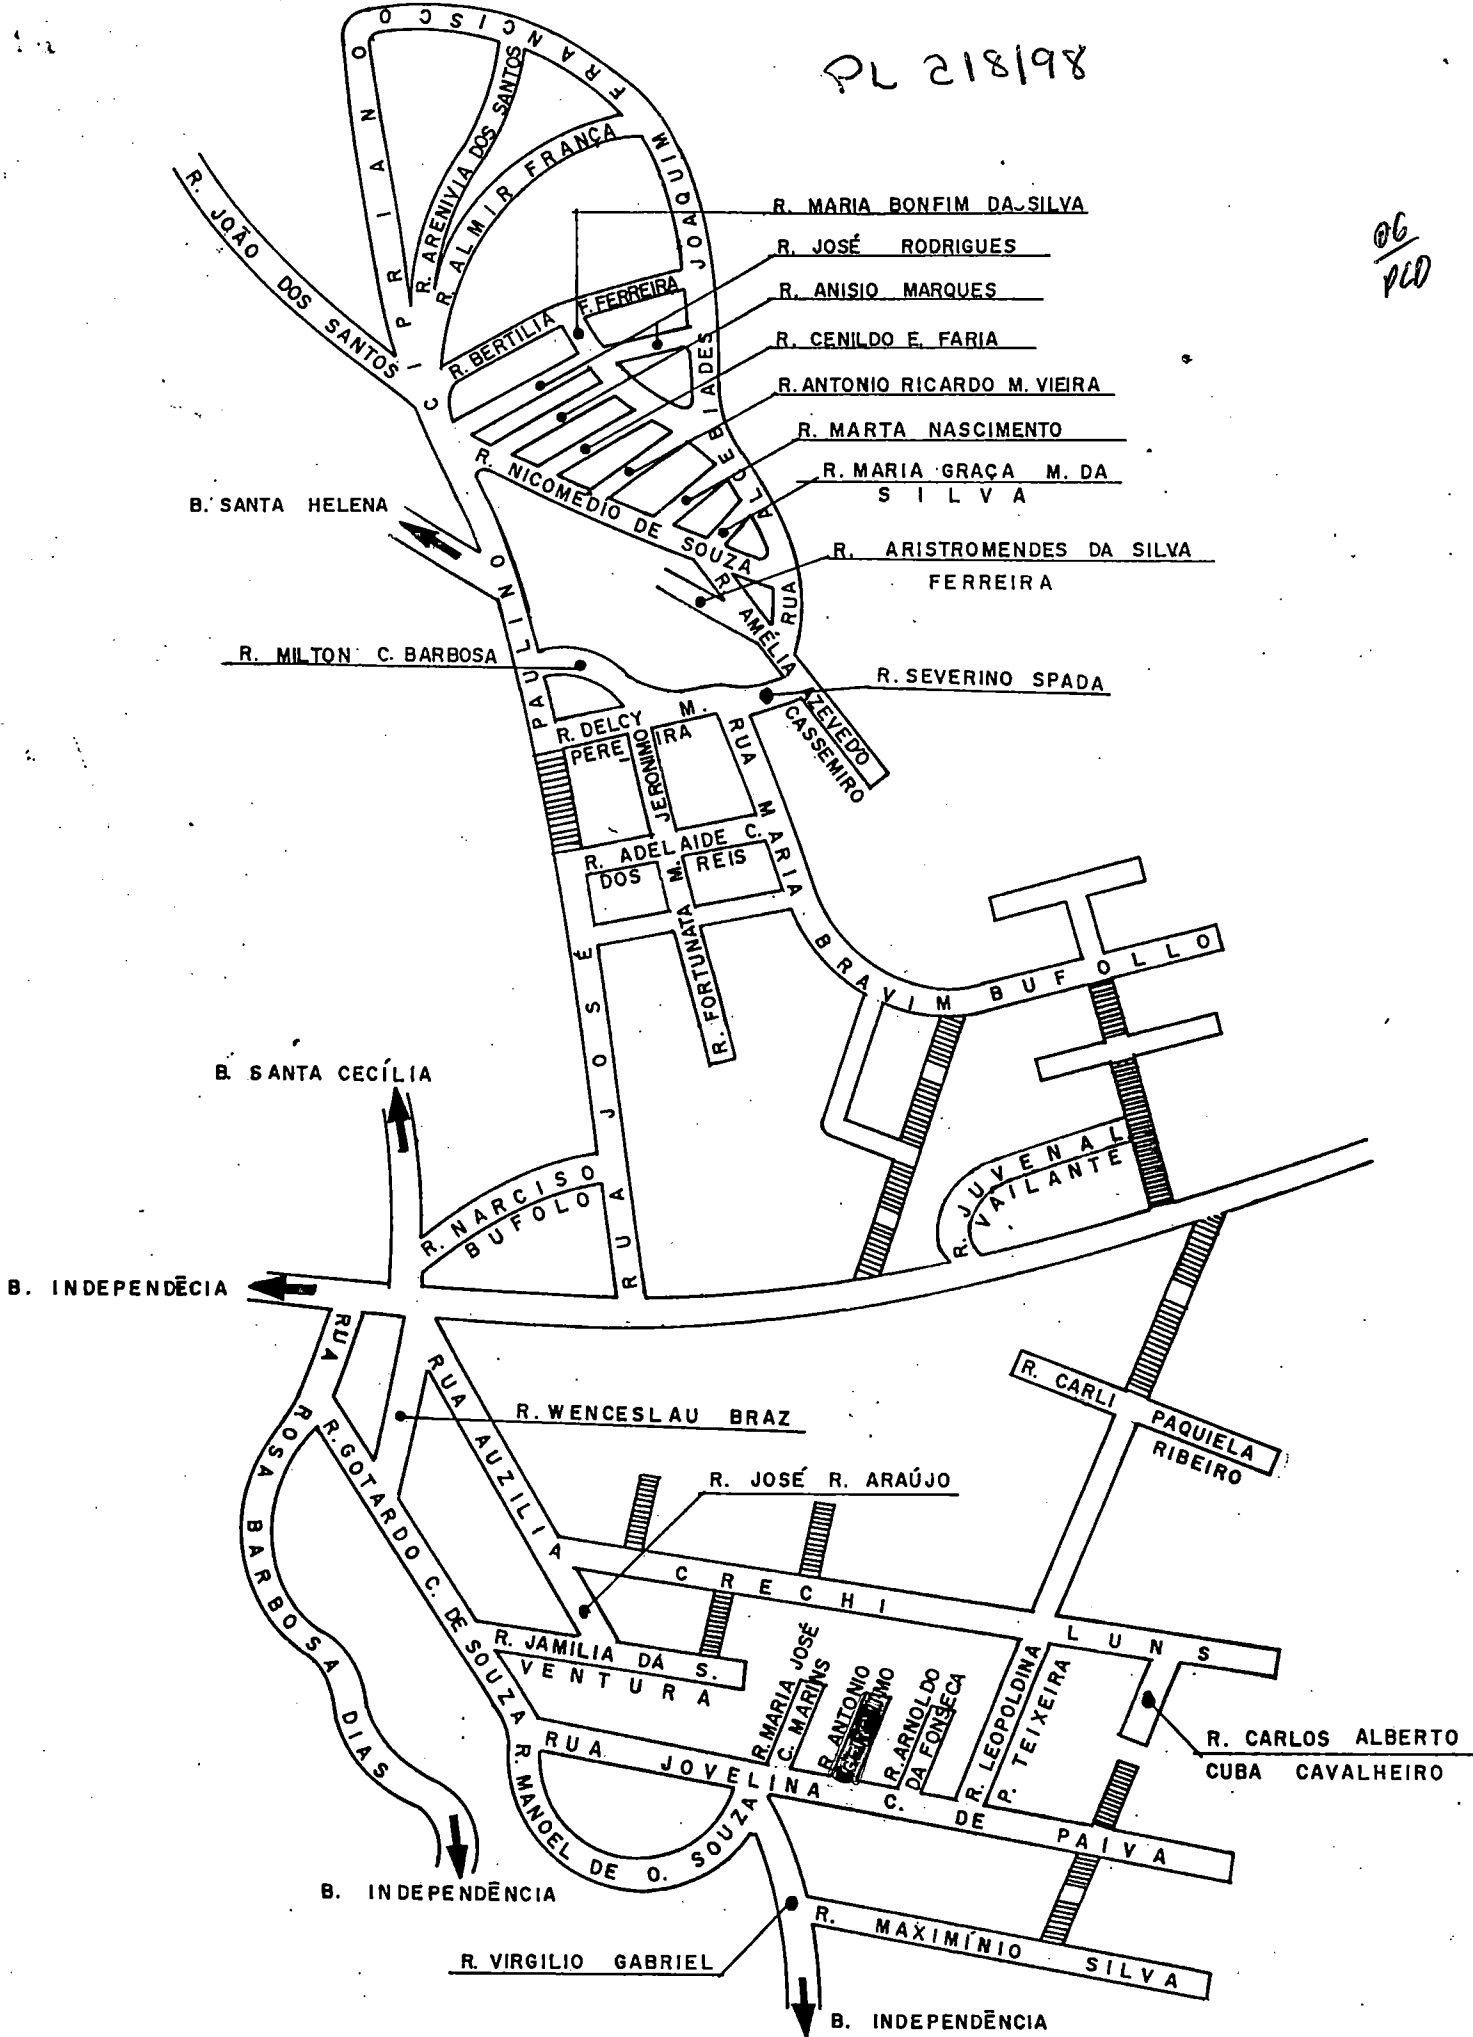 PL 218/98
06
PCD
CIPRIANO FRANCISCO
R. ARENIVIA DOS SANTOS
R. ALMIR FRANÇA
R. JOÃO DOS SANTOS
RUA ALCEBIADES JOAQUIM
R. MARIA BONFIM DA SILVA
R. JOSÉ RODRIGUES
R. ANISIO MARQUES
R. BERTILIA F. FERREIRA
R. CENILDO E. FARIA
R. ANTONIO RICARDO M. VIEIRA
R. MARTA NASCIMENTO
R. MARIA GRAÇA M. DA
SILVA
R. NICOMEDIO DE SOUZA
B. SANTA HELENA
R. ARISTROMENDES DA SILVA
FERREIRA
R. AMÉLIA AZEVEDO
CASSEMIRO
R. MILTON C. BARBOSA
R. SEVERINO SPADA
RUA JOSÉ PAULINO
R. DELCY M.
PEREIRA
JERONIMO
R. ADELAIDE C.
DOS REIS
R. FORTUNATA M.
RUA MARIA BRAVIM BUFOLLO
B. SANTA CECÍLIA
R. NARCISO
BUFOLO
R. JUVENAL
VAILANTE
B. INDEPENDÊCIA
RUA ROSA BARBOSA DIAS
R. GOTARDO C. DE SOUZA
R. WENCESLAU BRAZ
RUA AUZILIA CRECHI LUNS
R. CARLI PAQUIELA
RIBEIRO
R. JOSÉ R. ARAÚJO
R. JAMILIA DA S.
VENTURA
R. MARIA JOSÉ
C. MARINS
R. ANTONIO
R. ARNOLDO
DA FONSECA
R. LEOPOLDINA
P. TEIXEIRA
R. CARLOS ALBERTO
CUBA CAVALHEIRO
RUA JOVELINA C. DE PAIVA
R. MANOEL DE O. SOUZA
B. INDEPENDÊNCIA
R. VIRGILIO GABRIEL
R. MAXIMÍNIO SILVA
B. INDEPENDÊNCIA